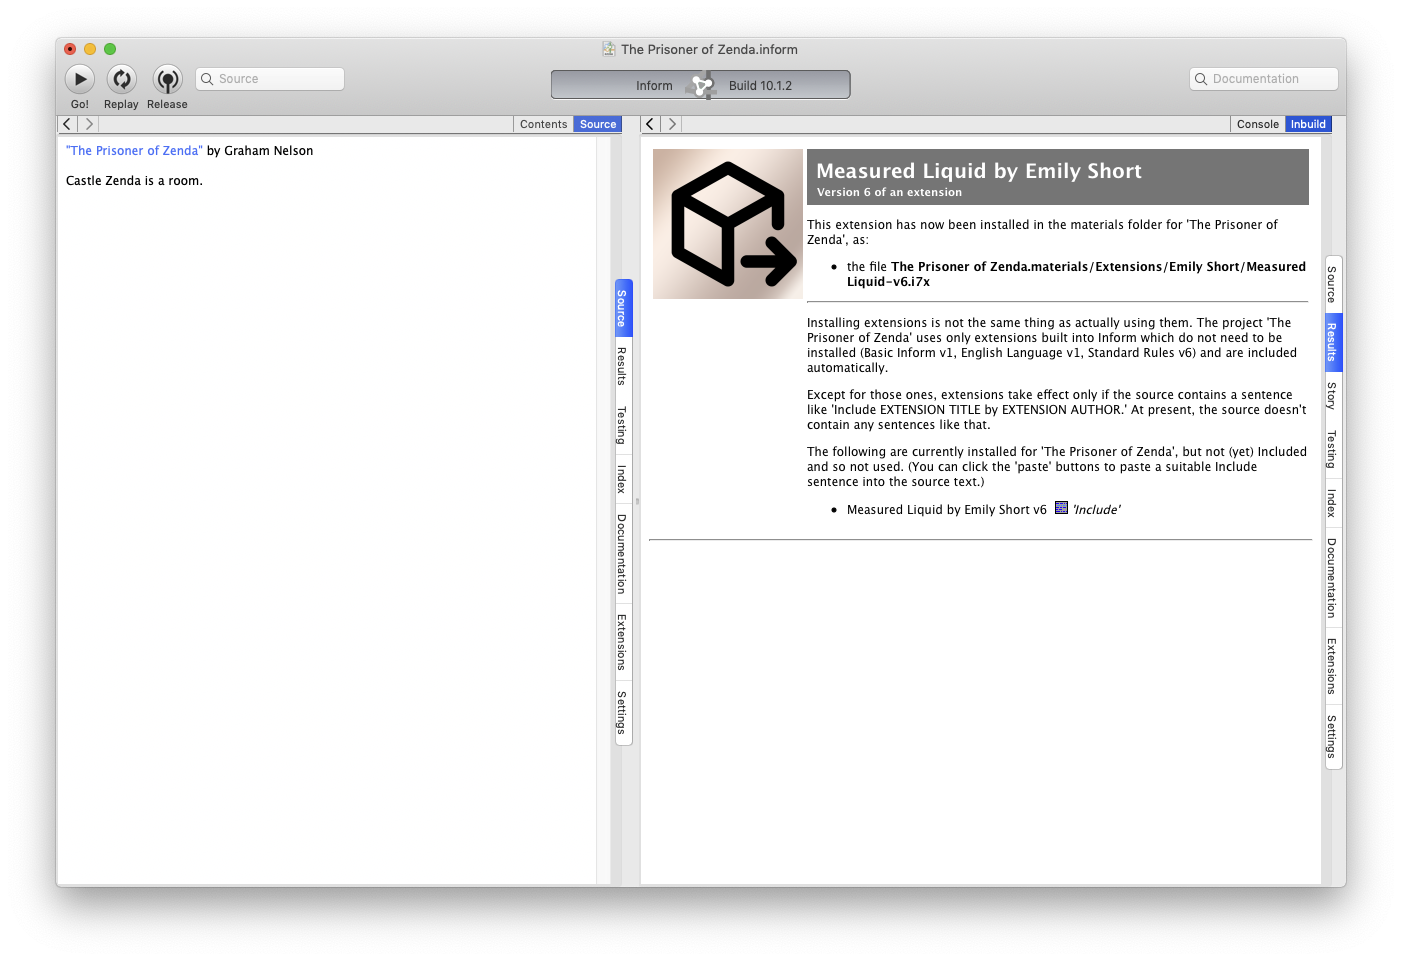 The Prisoner of Zenda.inform
Source
Inform
Build 10.1.2
Documentation
Go!
Replay
Release
Contents
Source
Console
Inbuild
"The Prisoner of Zenda" by Graham Nelson
Castle Zenda is a room.
Source
Results
Testing
Index
Documentation
Extensions
Settings
Measured Liquid by Emily Short
Version 6 of an extension
This extension has now been installed in the materials folder for 'The Prisoner of
Zenda', as:
• the file The Prisoner of Zenda.materials/Extensions/Emily Short/Measured
Liquid-v6.i7x
Installing extensions is not the same thing as actually using them. The project 'The
Prisoner of Zenda' uses only extensions built into Inform which do not need to be
installed (Basic Inform v1, English Language v1, Standard Rules v6) and are included
automatically.
Except for those ones, extensions take effect only if the source contains a sentence
like 'Include EXTENSION TITLE by EXTENSION AUTHOR.' At present, the source doesn't
contain any sentences like that.
The following are currently installed for 'The Prisoner of Zenda', but not (yet) Included
and so not used. (You can click the 'paste' buttons to paste a suitable Include
sentence into the source text.)
• Measured Liquid by Emily Short v6 'Include'
Source
Results
Story
Testing
Index
Documentation
Extensions
Settings